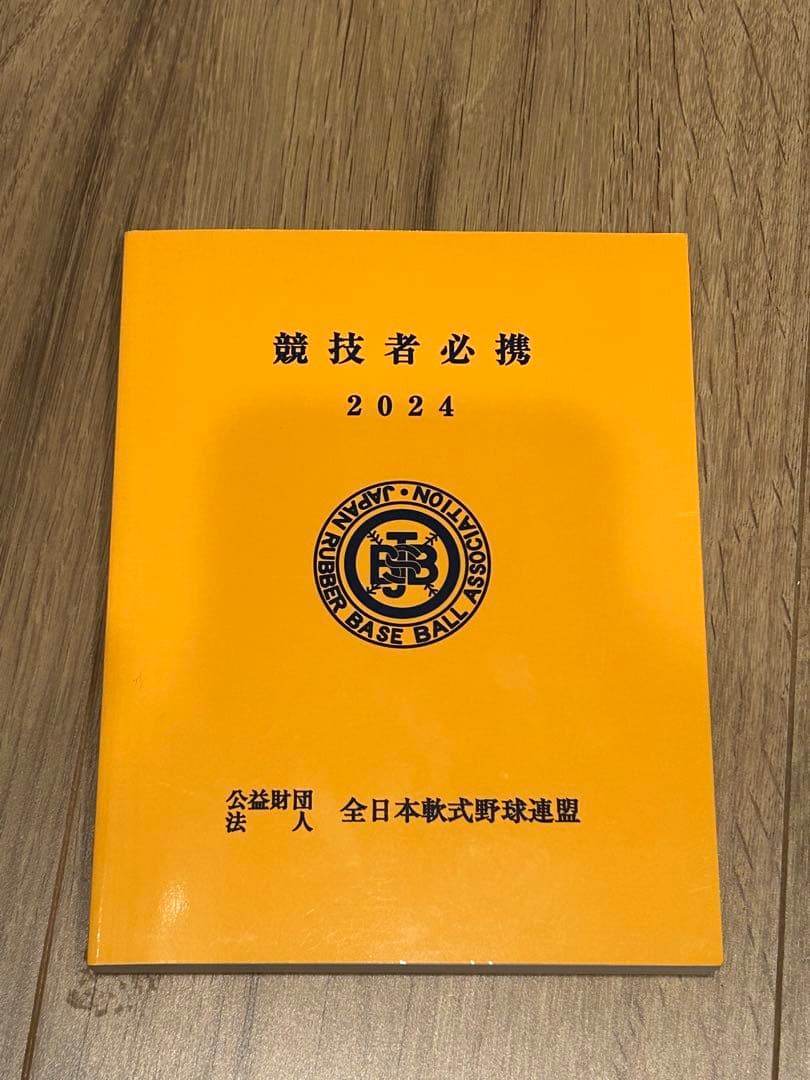 競技者必携
2024
JAPAN RUBBER BASE BALL ASSOCIATION・
JBBS
公益財団
法人
全日本軟式野球連盟